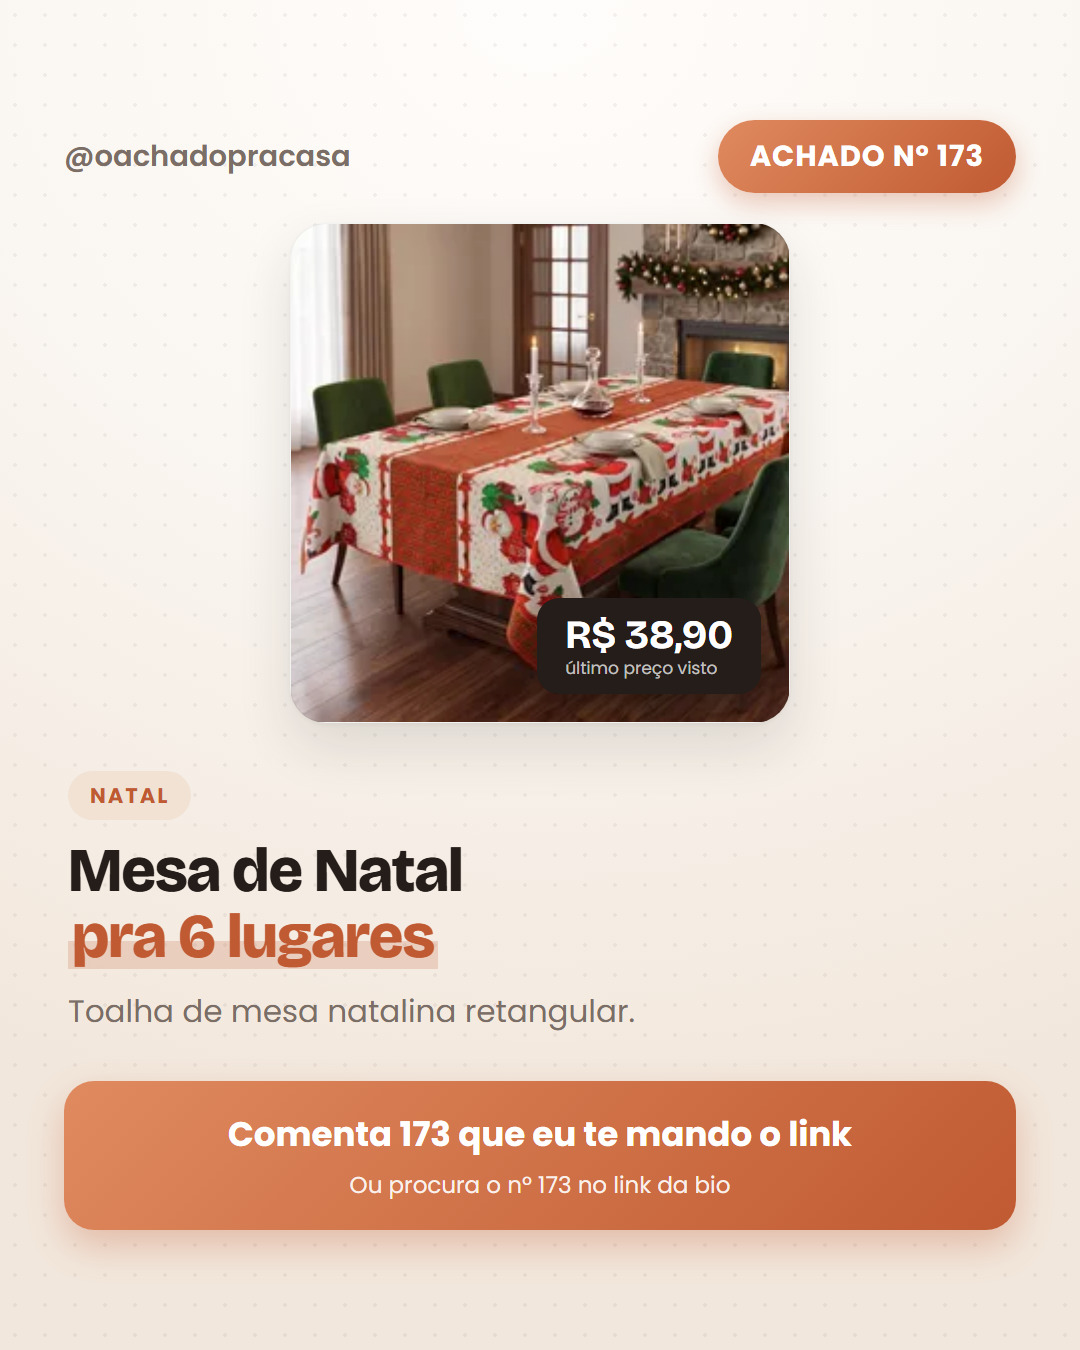 @oachadopracasa
ACHADO Nº 173
R$ 38,90
último preço visto
NATAL
Mesa de Natal
pra 6 lugares
Toalha de mesa natalina retangular.
Comenta 173 que eu te mando o link
Ou procura o nº 173 no link da bio